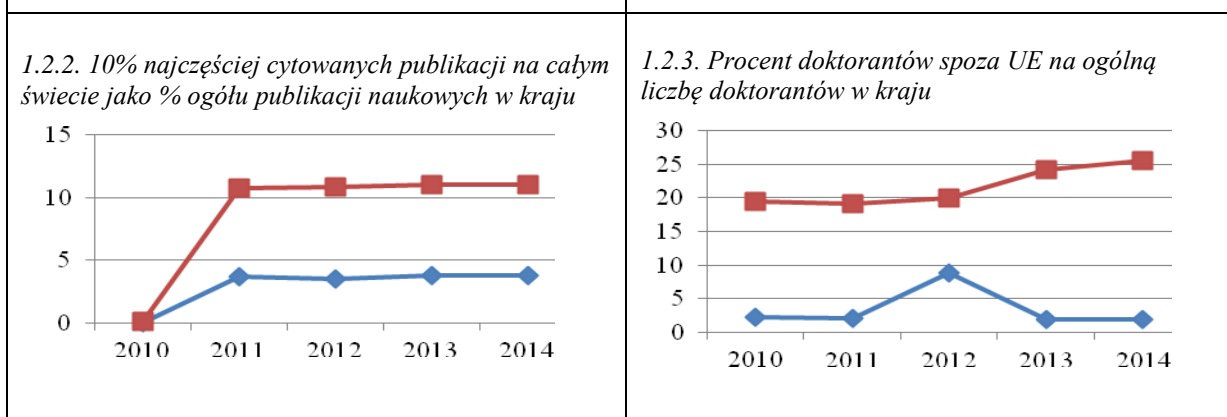 1.2.2. 10% najczęściej cytowanych publikacji na całym
świecie jako % ogółu publikacji naukowych w kraju
15
10
5
0
2010 2011 2012 2013 2014
1.2.3. Procent doktorantów spoza UE na ogólną
liczbę doktorantów w kraju
30
25
20
15
10
5
0
2010 2011 2012 2013 2014